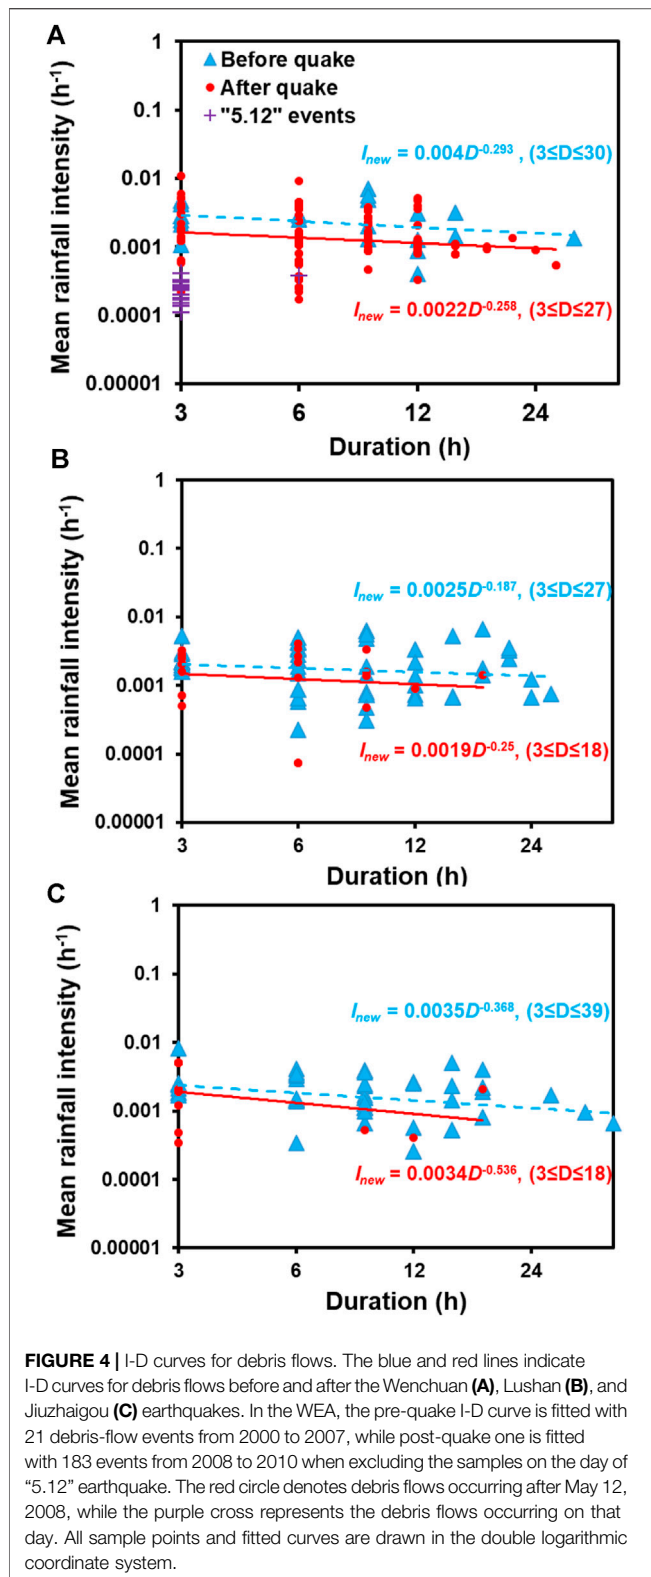 A
1
Before quake
After quake
"5.12" events
0.1
I_new = 0.004D^-0.293, (3≤D≤30)
0.01
0.001
I_new = 0.0022D^-0.258, (3≤D≤27)
0.0001
0.00001
Mean rainfall intensity (h^-1)
3 6 12 24
Duration (h)
B
1
0.1
I_new = 0.0025D^-0.187, (3≤D≤27)
0.01
0.001
I_new = 0.0019D^-0.25, (3≤D≤18)
0.0001
0.00001
Mean rainfall intensity (h^-1)
3 6 12 24
Duration (h)
C
1
0.1
I_new = 0.0035D^-0.368, (3≤D≤39)
0.01
0.001
I_new = 0.0034D^-0.536, (3≤D≤18)
0.0001
0.00001
Mean rainfall intensity (h^-1)
3 6 12 24
Duration (h)
FIGURE 4 | I-D curves for debris flows. The blue and red lines indicate
I-D curves for debris flows before and after the Wenchuan (A), Lushan (B), and
Jiuzhaigou (C) earthquakes. In the WEA, the pre-quake I-D curve is fitted with
21 debris-flow events from 2000 to 2007, while post-quake one is fitted
with 183 events from 2008 to 2010 when excluding the samples on the day of
“5.12” earthquake. The red circle denotes debris flows occurring after May 12,
2008, while the purple cross represents the debris flows occurring on that
day. All sample points and fitted curves are drawn in the double logarithmic
coordinate system.